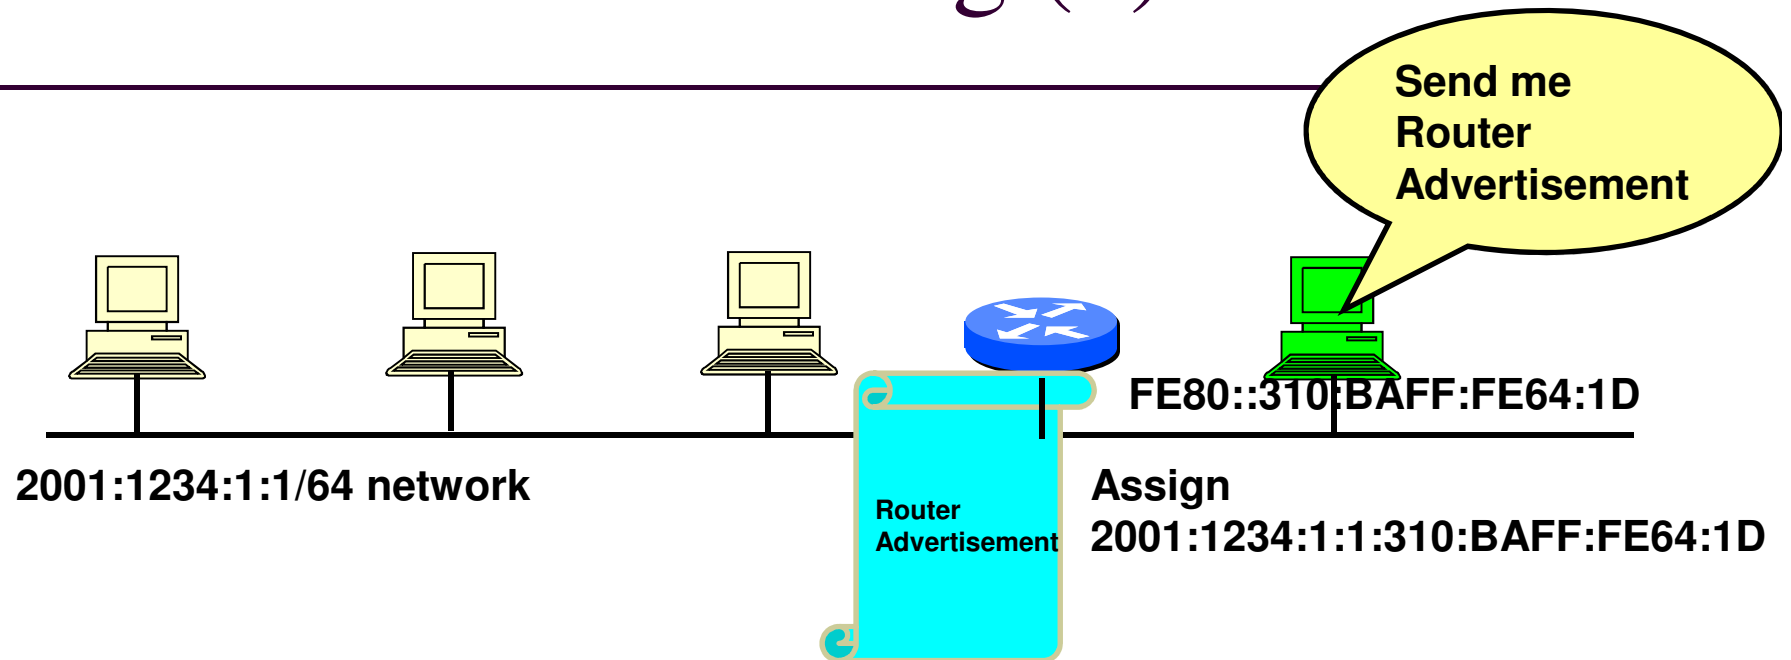 Send me
Router
Advertisement
FE80::310:BAFF:FE64:1D
2001:1234:1:1/64 network
Router
Advertisement
Assign
2001:1234:1:1:310:BAFF:FE64:1D